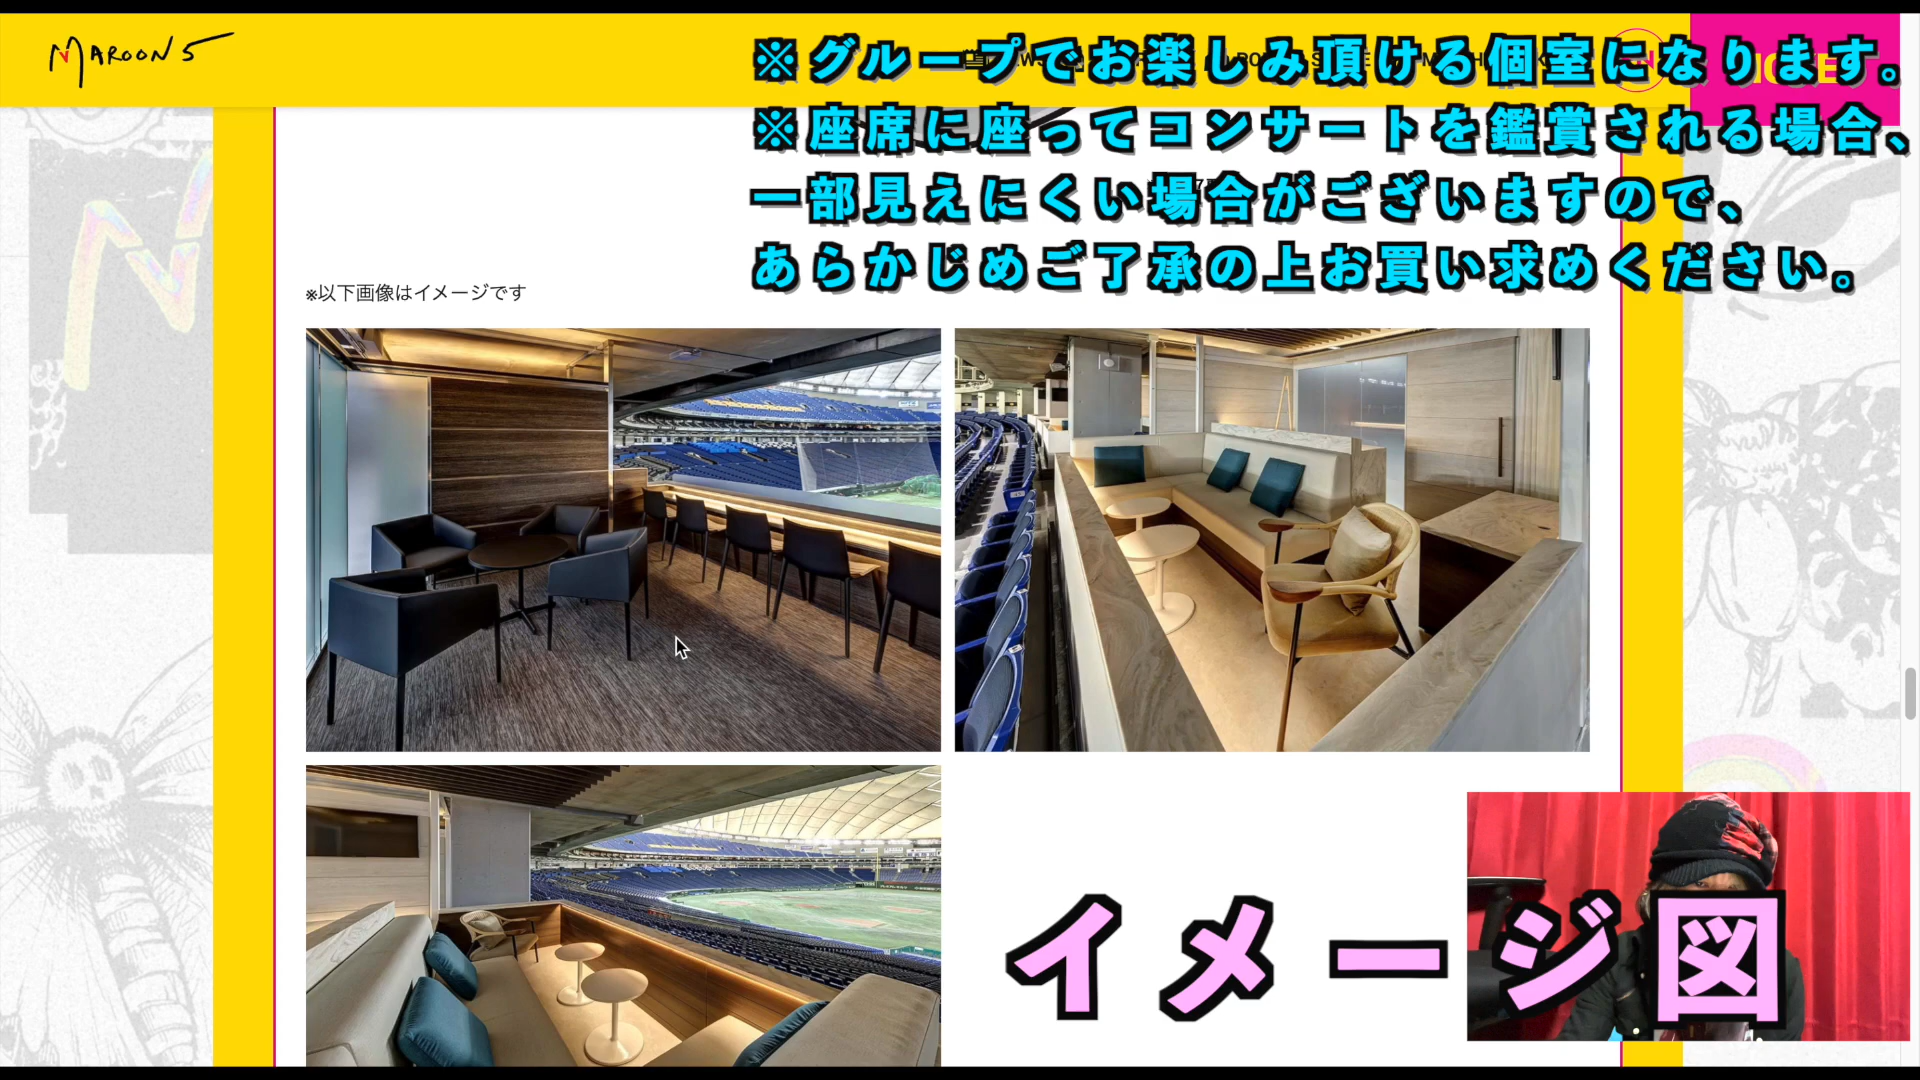 MAROON 5
※グループでお楽しみ頂ける個室になります。
※座席に座ってコンサートを鑑賞される場合、
一部見えにくい場合がございますので、
あらかじめご了承の上お買い求めください。
※以下画像はイメージです
イメージ図